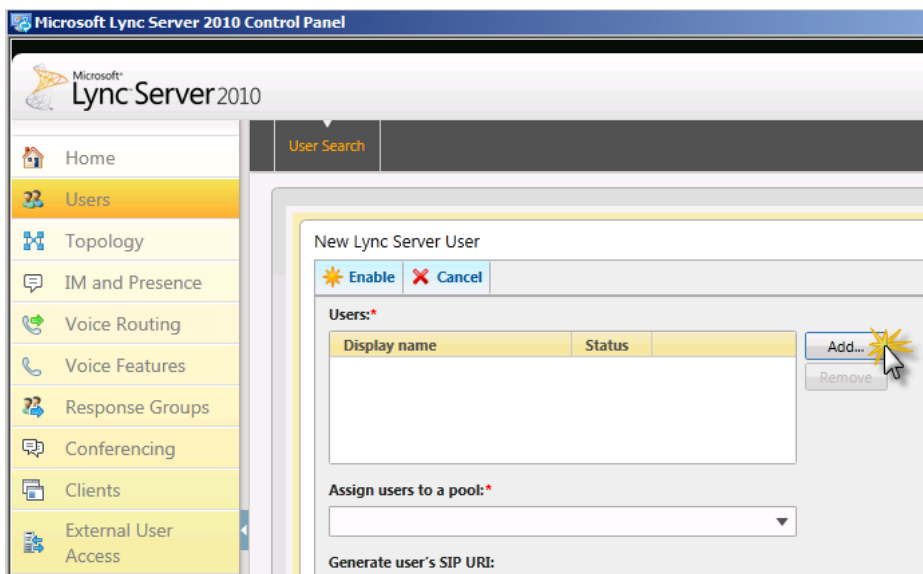 Microsoft Lync Server 2010 Control Panel
Microsoft®
Lync Server 2010
Home
Users
Topology
IM and Presence
Voice Routing
Voice Features
Response Groups
Conferencing
Clients
External User
Access
User Search
New Lync Server User
Enable Cancel
Users:*
Display name Status
Add...
Remove
Assign users to a pool:*
Generate user's SIP URI: